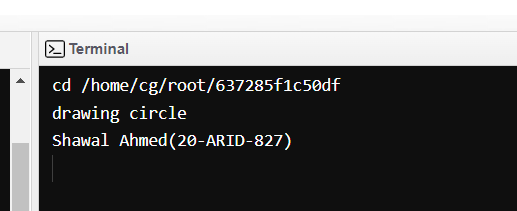 Terminal
cd /home/cg/root/637285f1c50df
drawing circle
Shawal Ahmed(20-ARID-827)